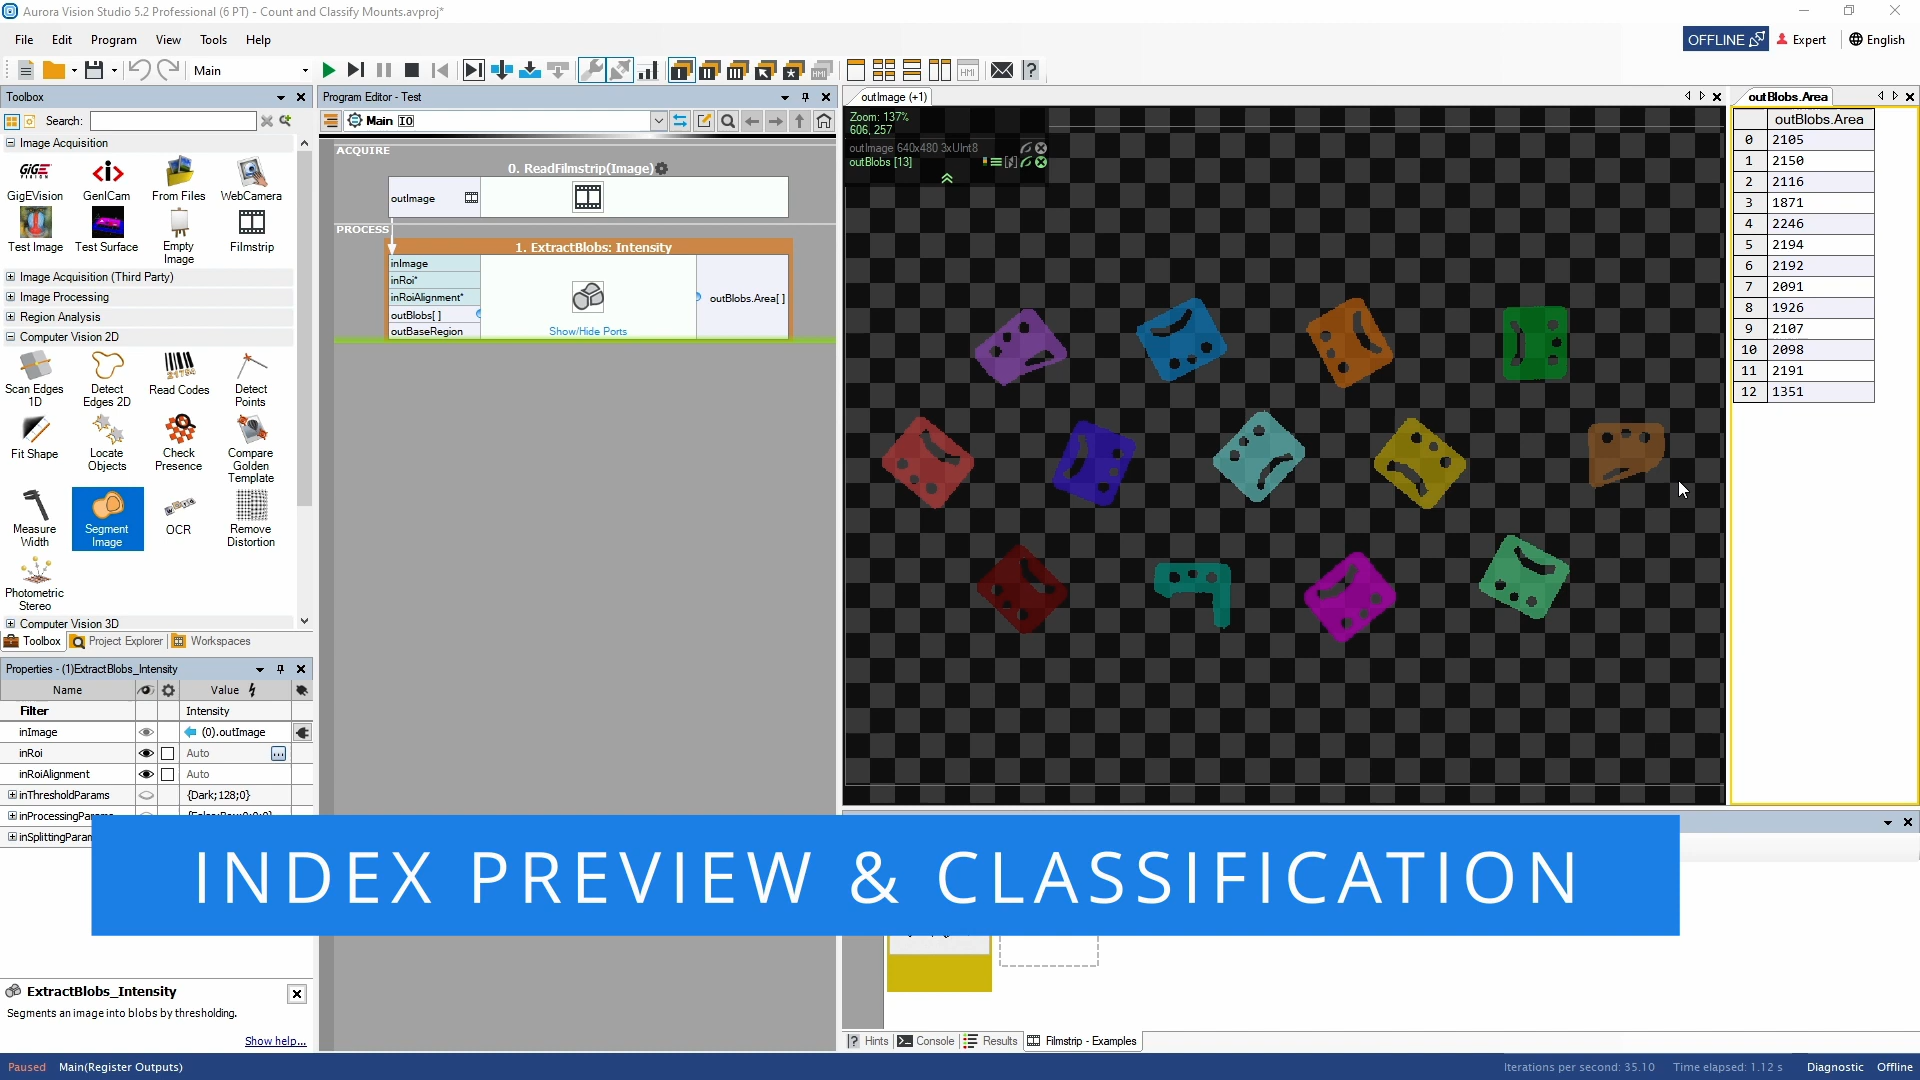 Aurora Vision Studio 5.2 Professional (6 PT) - Count and Classify Mounts.avproj*
File Edit Program View Tools Help
OFFLINE Expert English
Main
HMI HMI
Toolbox
Search:
Image Acquisition
GigEVision GenICam From Files WebCamera
Test Image Test Surface Empty Image Filmstrip
Image Acquisition (Third Party)
Image Processing
Region Analysis
Computer Vision 2D
Scan Edges 1D Detect Edges 2D Read Codes Detect Points
Fit Shape Locate Objects Check Presence Compare Golden Template
Measure Width Segment Image OCR Remove Distortion
Photometric Stereo
Computer Vision 3D
Toolbox Project Explorer Workspaces
Properties - (1)ExtractBlobs_Intensity
Name Value
Filter Intensity
inImage (0).outImage
inRoi Auto
inRoiAlignment Auto
inThresholdParams {Dark;128;0}
ExtractBlobs_Intensity
Segments an image into blobs by thresholding.
Show help...
Program Editor - Test
Main IO
ACQUIRE
0. ReadFilmstrip(Image)
outImage
PROCESS
1. ExtractBlobs: Intensity
inImage
inRoi*
inRoiAlignment*
outBlobs[ ]
outBaseRegion
Show/Hide Ports
outBlobs.Area[ ]
outImage (+1)
Zoom: 137%
606, 257
outImage 640x480 3xUInt8
outBlobs [13]
outBlobs.Area
outBlobs.Area
0 2105
1 2150
2 2116
3 1871
4 2246
5 2194
6 2192
7 2091
8 1926
9 2107
10 2098
11 2191
12 1351
INDEX PREVIEW & CLASSIFICATION
Hints Console Results Filmstrip - Examples
Paused Main(Register Outputs)
Iterations per second: 35.10 Time elapsed: 1.12 s Diagnostic Offline